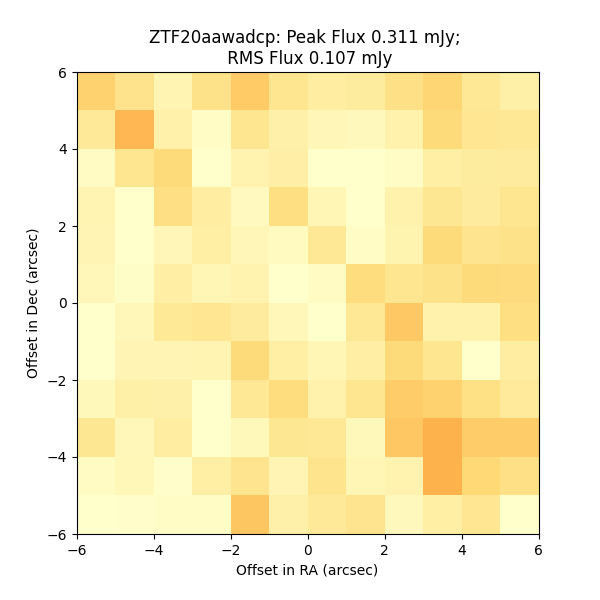 ZTF20aawadcp: Peak Flux 0.311 mJy;
RMS Flux 0.107 mJy
6
4
2
0
−2
−4
−6
Offset in Dec (arcsec)
−6 −4 −2 0 2 4 6
Offset in RA (arcsec)